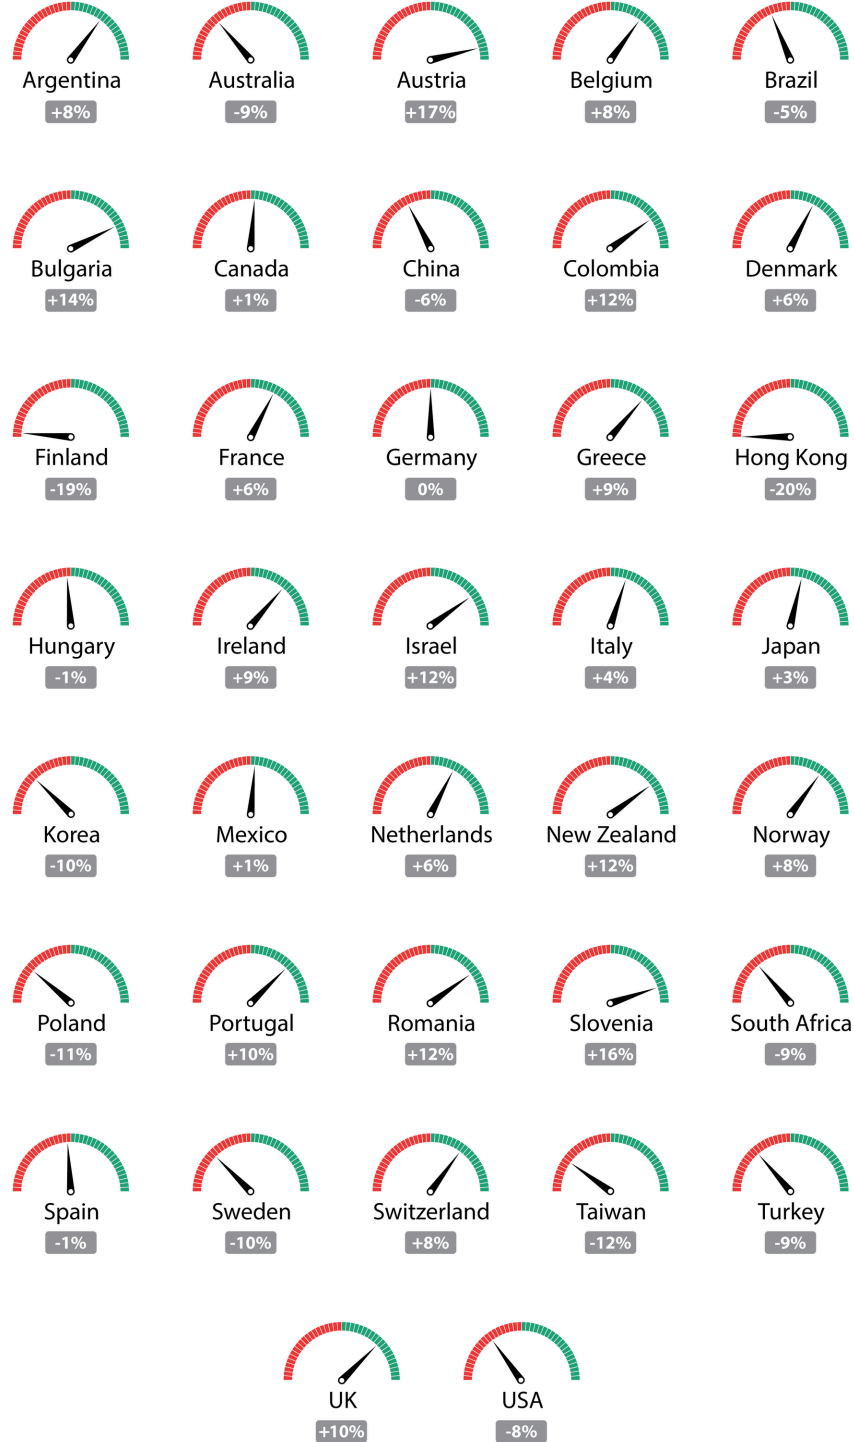 Argentina Australia Austria Belgium Brazil
+8% -9% +17% +8% -5%
Bulgaria Canada China Colombia Denmark
+14% +1% -6% +12% +6%
Finland France Germany Greece Hong Kong
-19% +6% 0% +9% -20%
Hungary Ireland Israel Italy Japan
-1% +9% +12% +4% +3%
Korea Mexico Netherlands New Zealand Norway
-10% +1% +6% +12% +8%
Poland Portugal Romania Slovenia South Africa
-11% +10% +12% +16% -9%
Spain Sweden Switzerland Taiwan Turkey
-1% -10% +8% -12% -9%
UK USA
+10% -8%